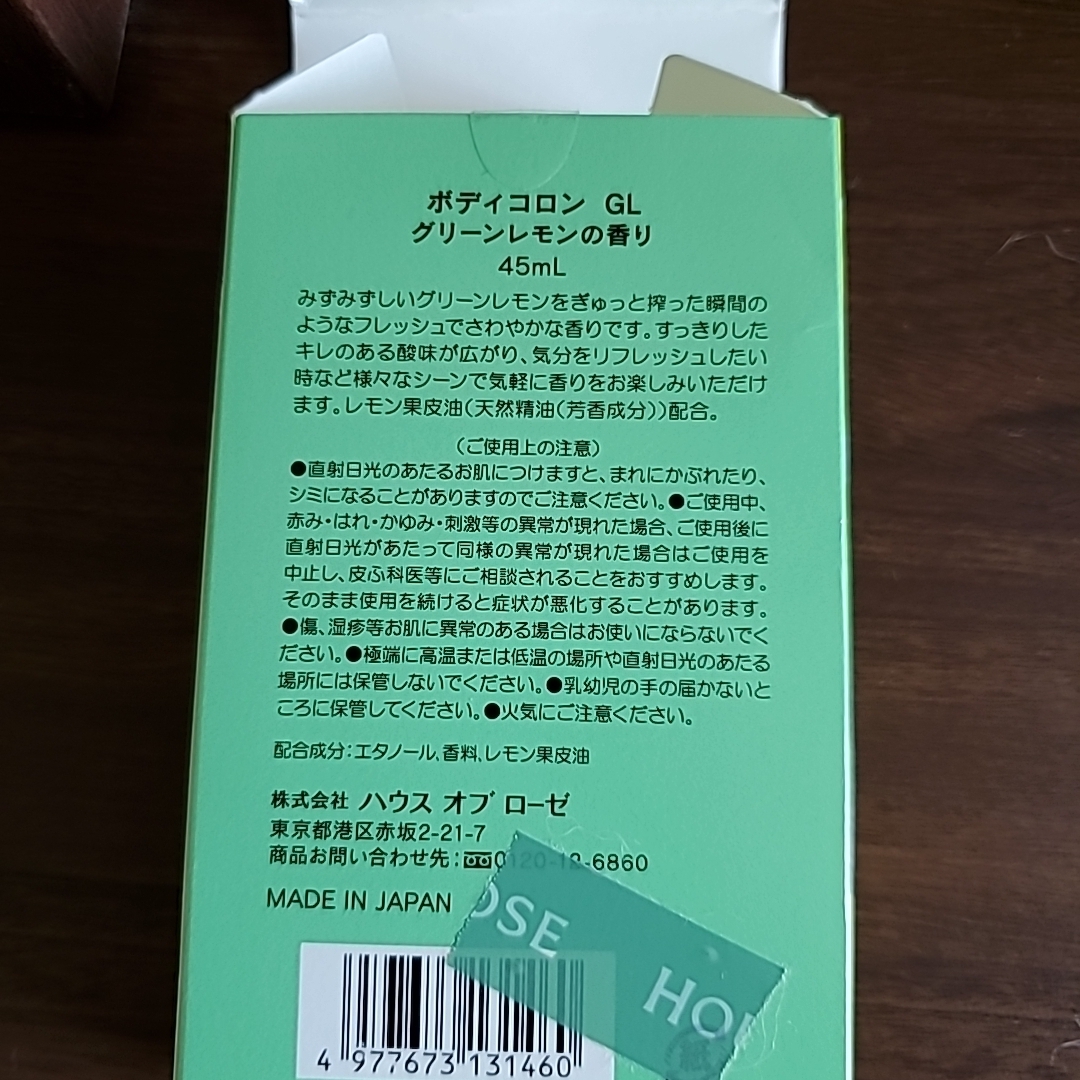 ボディコロン GL
グリーンレモンの香り
45mL
みずみずしいグリーンレモンをぎゅっと搾った瞬間の
ようなフレッシュでさわやかな香りです。すっきりした
キレのある酸味が広がり、気分をリフレッシュしたい
時など様々なシーンで気軽に香りをお楽しみいただけ
ます。レモン果皮油(天然精油(芳香成分))配合。
(ご使用上の注意)
●直射日光のあたるお肌につけますと、まれにかぶれたり、
シミになることがありますのでご注意ください。●ご使用中、
赤み・はれ・かゆみ・刺激等の異常が現れた場合、ご使用後に
直射日光があたって同様の異常が現れた場合はご使用を
中止し、皮ふ科医等にご相談されることをおすすめします。
そのまま使用を続けると症状が悪化することがあります。
●傷、湿疹等お肌に異常のある場合はお使いにならないでく
ださい。●極端に高温または低温の場所や直射日光のあたる
場所には保管しないでください。●乳幼児の手の届かないと
ころに保管してください。●火気にご注意ください。
配合成分:エタノール、香料、レモン果皮油
株式会社 ハウス オブ ローゼ
東京都港区赤坂2-21-7
商品お問い合わせ先:0120-12-6860
MADE IN JAPAN
OSE
HO
4 977673 131460